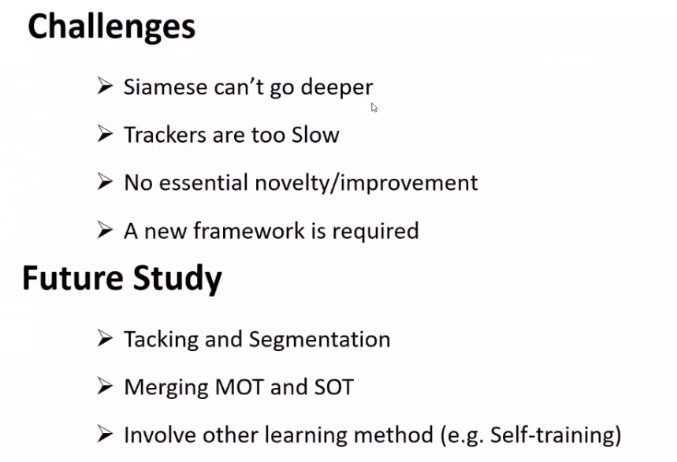 Challenges
➢ Siamese can't go deeper
➢ Trackers are too Slow
➢ No essential novelty/improvement
➢ A new framework is required
Future Study
➢ Tacking and Segmentation
➢ Merging MOT and SOT
➢ Involve other learning method (e.g. Self-training)